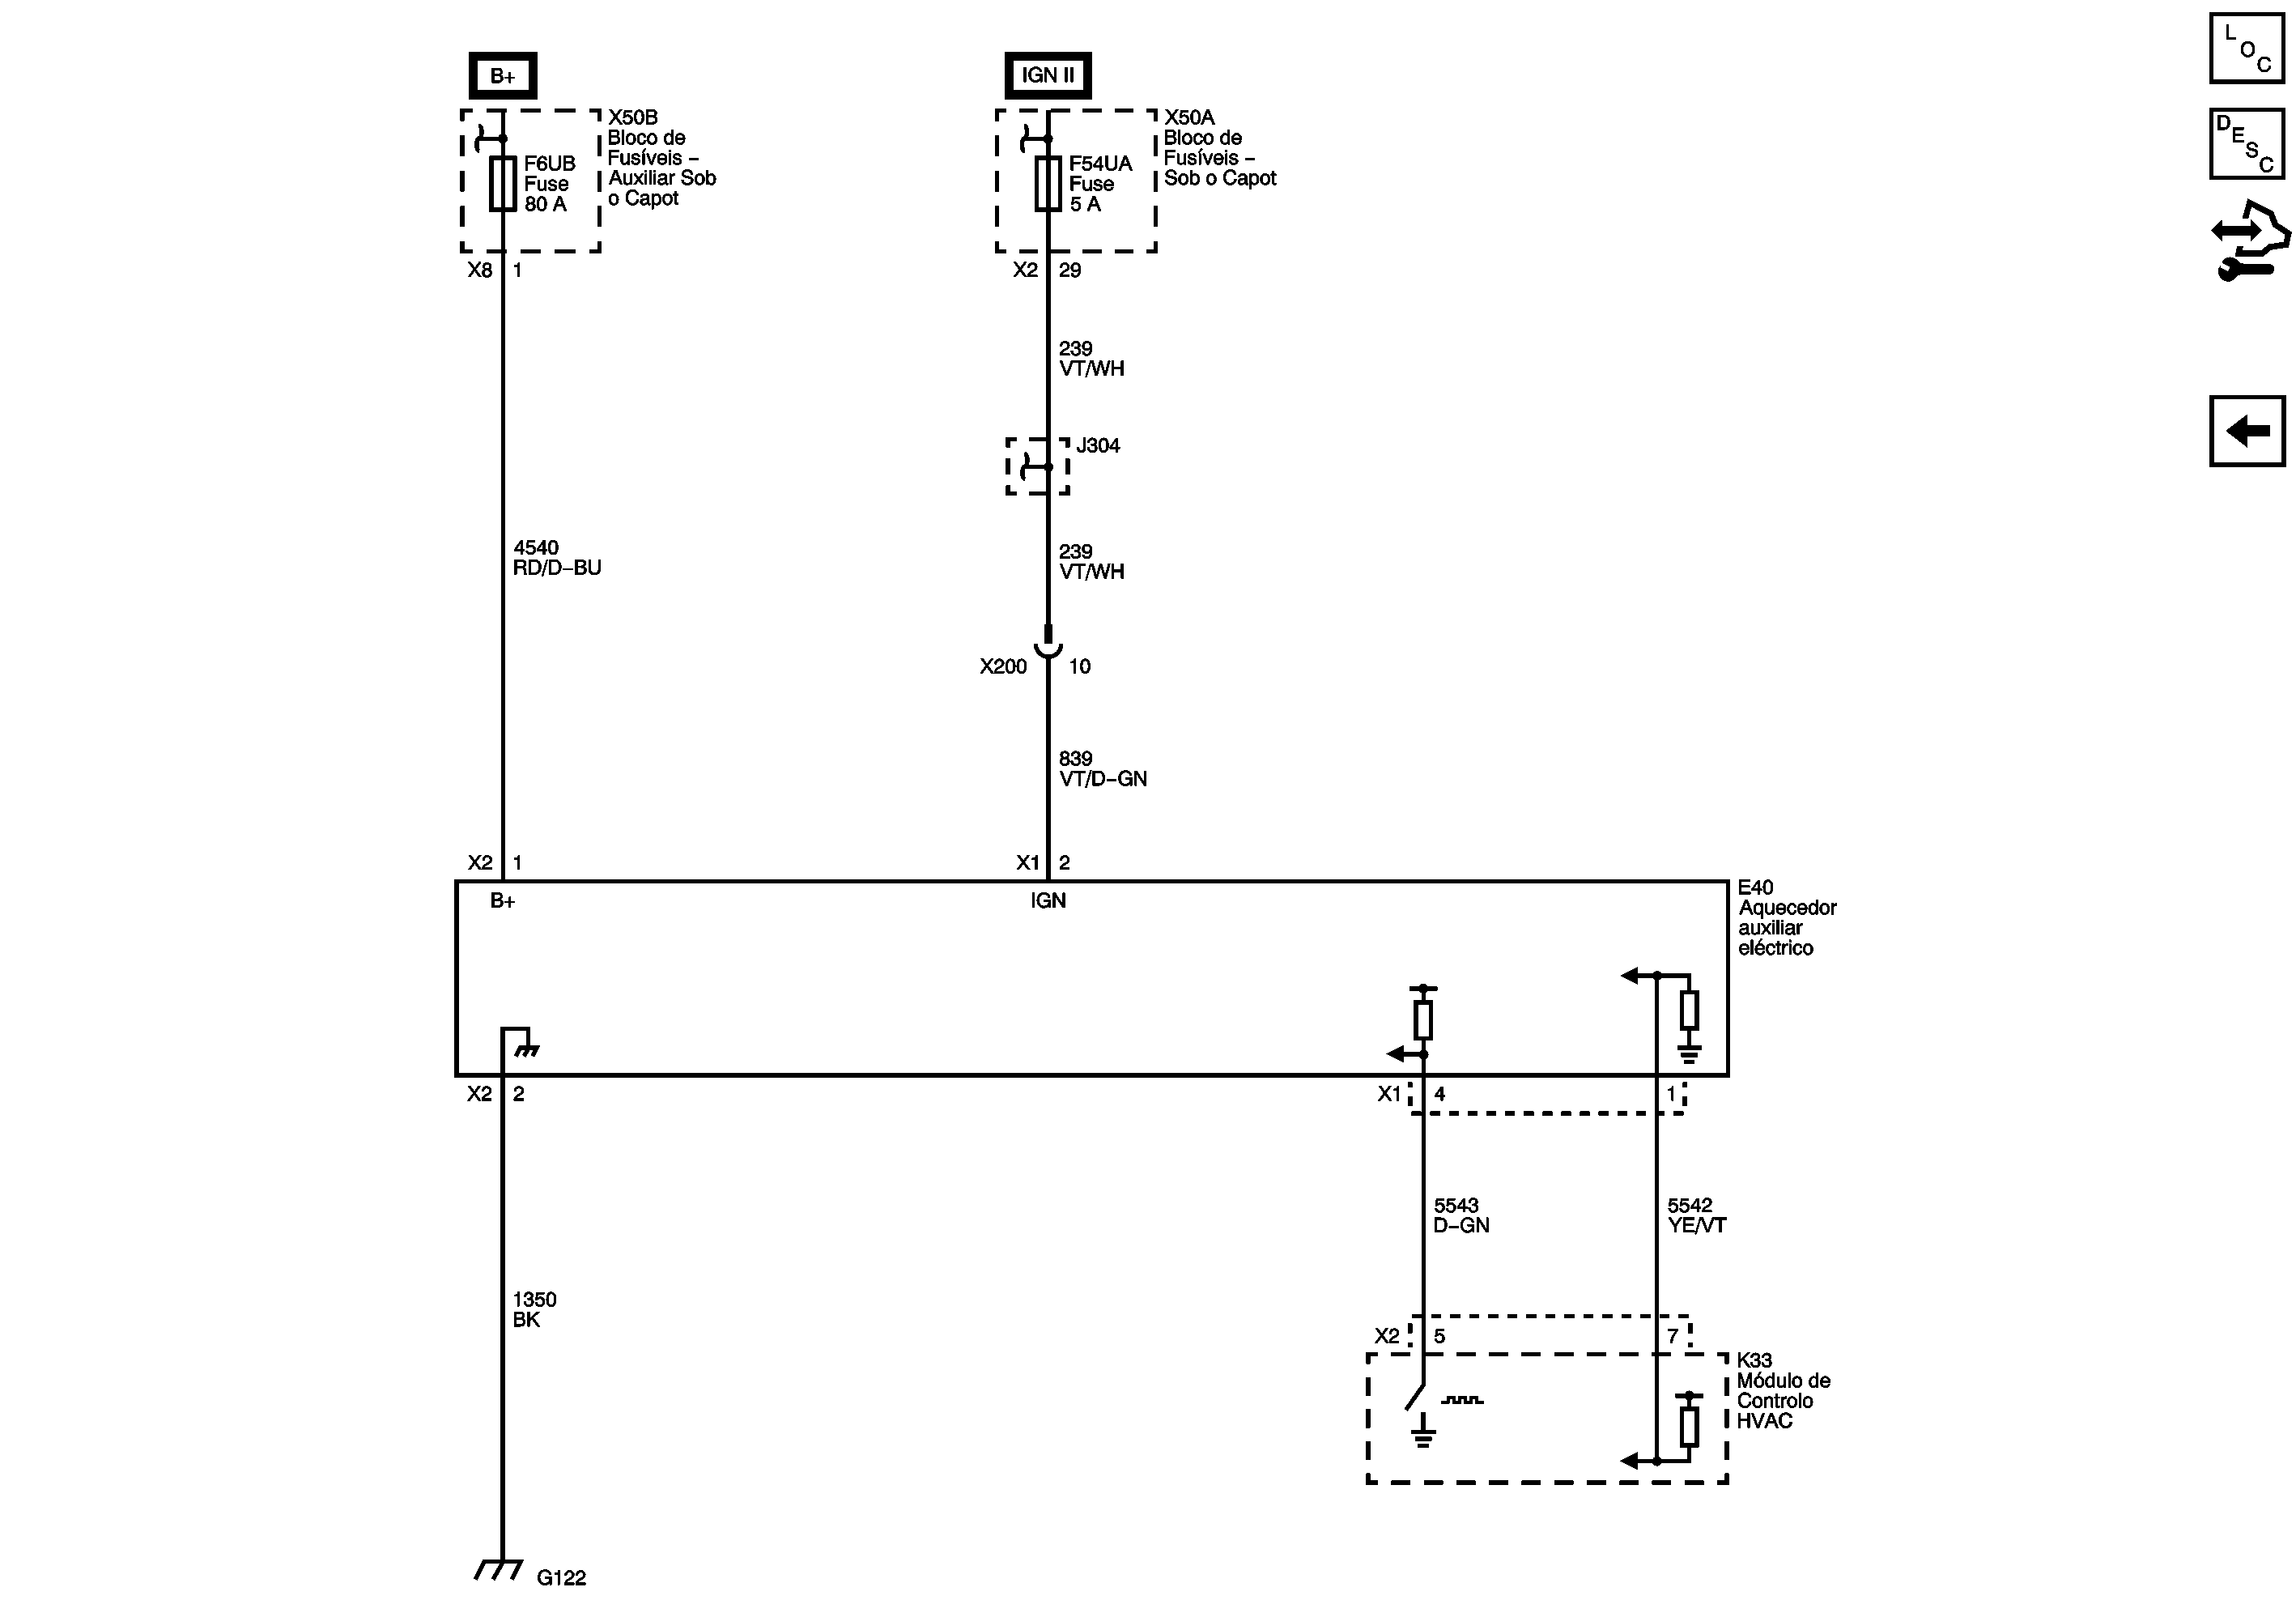 B+
X50B
Bloco de
Fusíveis –
Auxiliar Sob
o Capot
F6UB
Fuse
80 A
X8 1
IGN II
X50A
Bloco de
Fusíveis –
Sob o Capot
F54UA
Fuse
5 A
X2 29
LOC
DESC
239
VT/WH
J304
4540
RD/D–BU
239
VT/WH
X200 10
839
VT/D–GN
X2 1
X1 2
B+
IGN
E40
Aquecedor
auxiliar
eléctrico
X2 2
X1 4 1
5543
D–GN
5542
YE/VT
1350
BK
X2 5 7
K33
Módulo de
Controlo
HVAC
G122